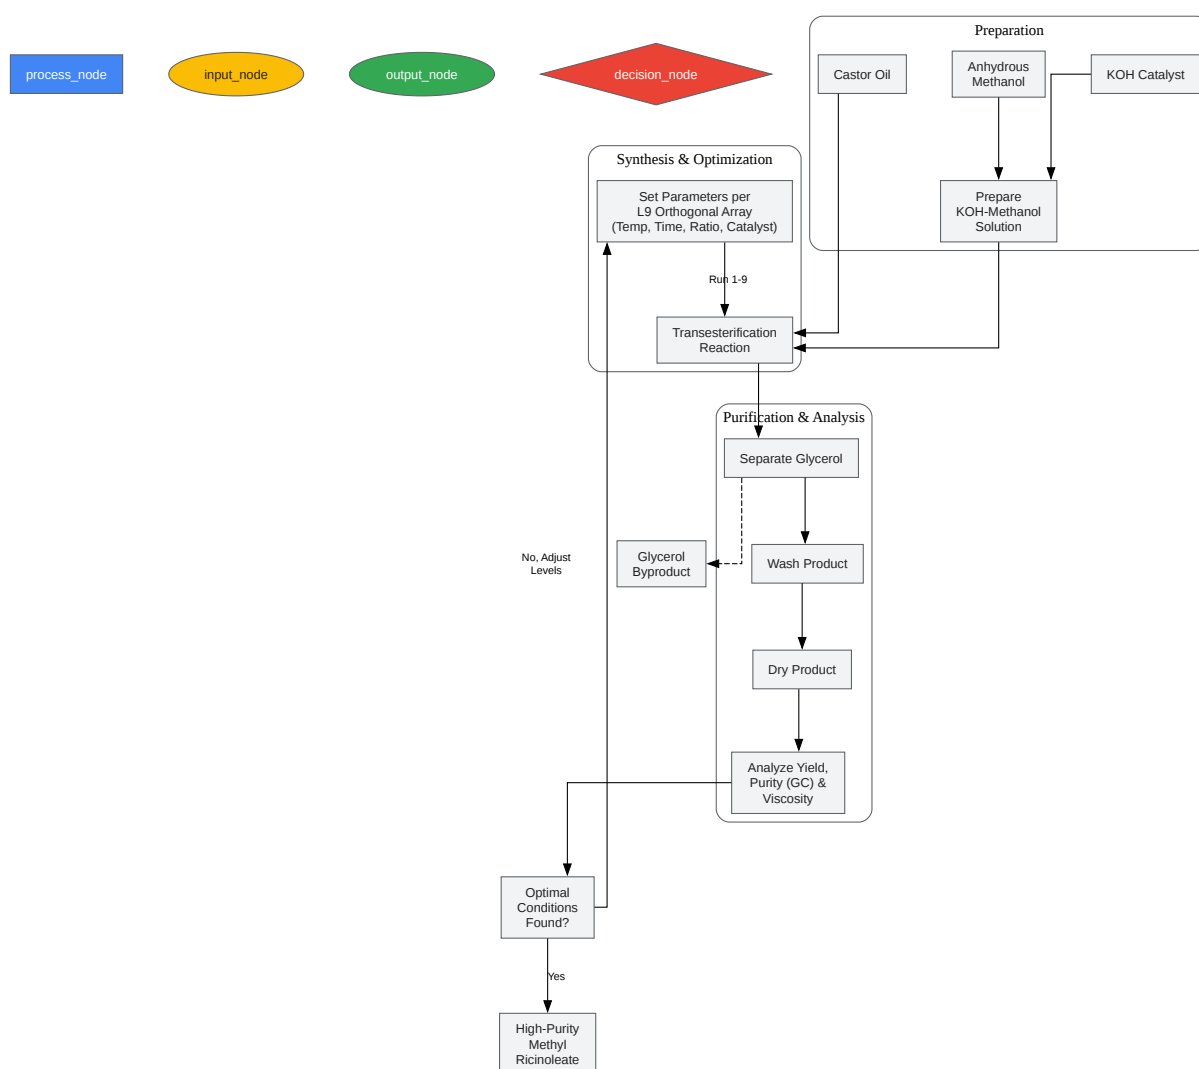 Preparation
process_node
input_node
output_node
decision_node
Castor Oil
Anhydrous
Methanol
KOH Catalyst
Synthesis & Optimization
Set Parameters per
L9 Orthogonal Array
(Temp, Time, Ratio, Catalyst)
Prepare
KOH-Methanol
Solution
Run 1-9
Transesterification
Reaction
Purification & Analysis
Separate Glycerol
No, Adjust
Levels
Glycerol
Byproduct
Wash Product
Dry Product
Analyze Yield,
Purity (GC) &
Viscosity
Optimal
Conditions
Found?
Yes
High-Purity
Methyl
Ricinoleate